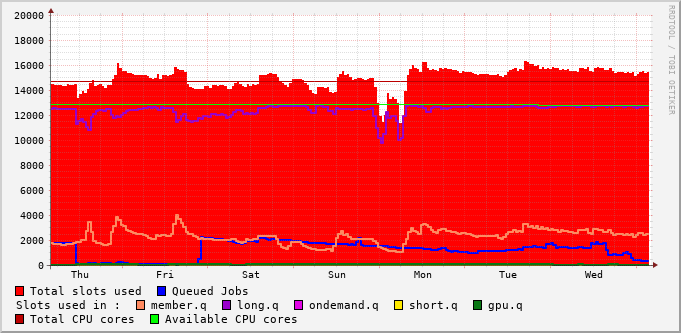 20000
18000
16000
14000
12000
10000
8000
6000
4000
2000
0
Thu Fri Sat Sun Mon Tue Wed
Total slots used Queued Jobs
Slots used in : member.q long.q ondemand.q short.q gpu.q
Total CPU cores Available CPU cores
RRDTOOL / TOBI OETIKER